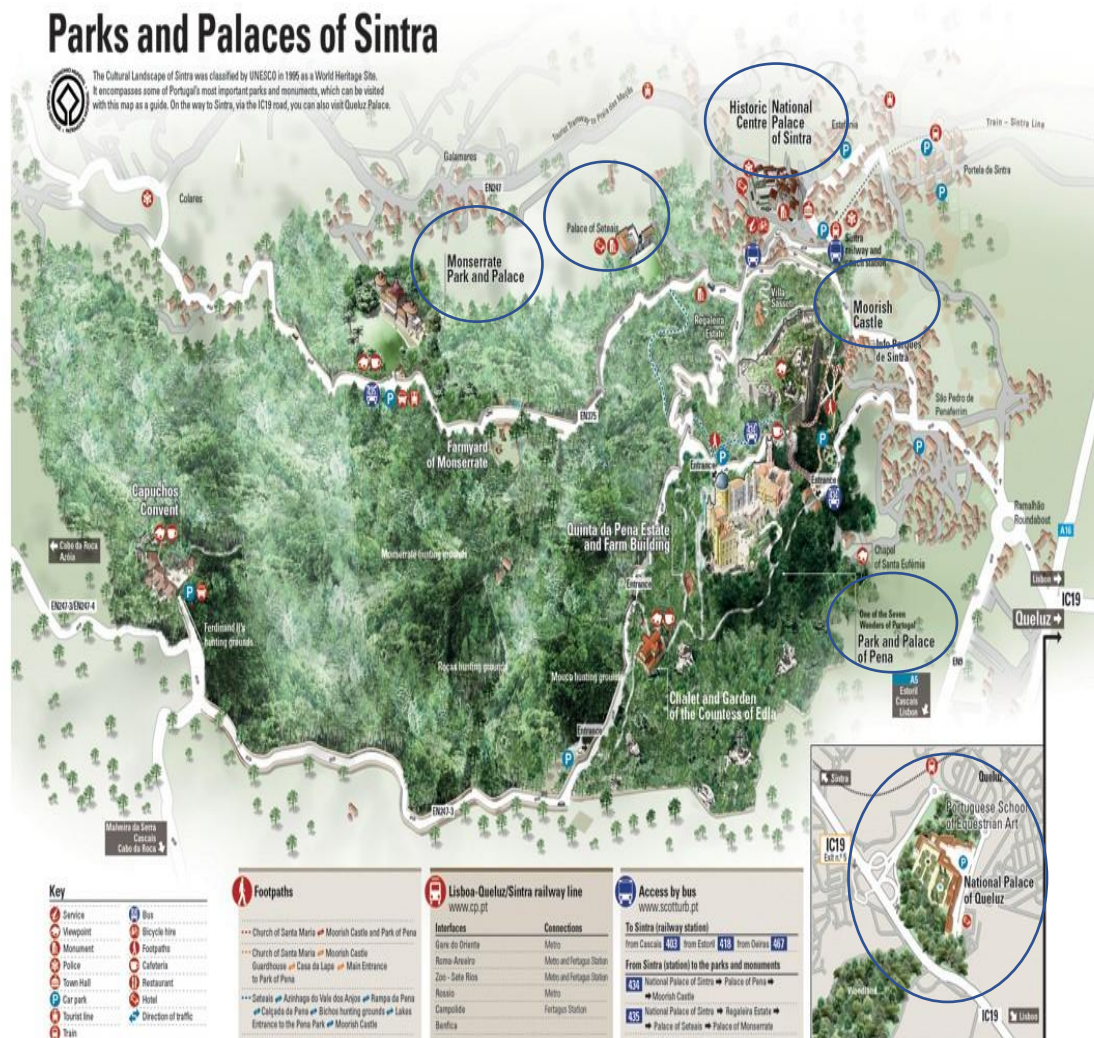 Parks and Palaces of Sintra
The Cultural Landscape of Sintra was classified by UNESCO in 1995 as a World Heritage Site.
It encompasses some of Portugal's most important parks and monuments, which can be visited
with this map as a guide. On the way to Sintra, via the IC19 road, you can also visit Queluz Palace.
Tourist Tramway to Praia das Maçãs
Historic
Centre
National
Palace
of Sintra
Estefânia
Train - Sintra Line
Portela de Sintra
Galamares
EN247
Colares
Palace of Seteais
Monserrate
Park and Palace
Sintra
railway and
station
Villa
Sassetti
Moorish
Castle
Regaleira
Estate
Info Parques
de Sintra
São Pedro de
Penaferrim
435
EN375
Farmyard
of Monserrate
434
Entrance
Entrance
434
Capuchos
Convent
Cabo da Roca
Azóia
Quinta da Pena Estate
and Farm Building
Monserrate hunting grounds
Ramalhão
Roundabout
A16
Chapel
of Santa Eufémia
Lisbon
IC19
Queluz
Entrance
EN247-3/EN247-4
Ferdinand II's
hunting grounds
One of the Seven
Wonders of Portugal
Park and Palace
of Pena
EN9
hunting grounds
hunting grounds
Chalet and Garden
of the Countess of Edla
A5
Estoril
Cascais
Lisbon
Entrance
EN247-3
Malveira da Serra
Cascais
Cabo da Roca
Sintra
Queluz
Portuguese School
of Equestrian Art
IC19
Exit n.º
National Palace
of Queluz
Woodland
IC19
Lisbon
Key
Service
Viewpoint
Monument
Police
Town Hall
Car park
Tourist line
Train
Bus
Bicycle hire
Footpaths
Cafeteria
Restaurant
Hotel
Direction of traffic
Footpaths
Church of Santa Maria Moorish Castle and Park of Pena
Church of Santa Maria Moorish Castle
Guardhouse Casa da Lapa Main Entrance
to Park of Pena
Seteais Azinhaga do Vale dos Anjos Rampa da Pena
Calçada da Pena Bichos hunting grounds Lakes
Entrance to the Pena Park Moorish Castle
Lisboa-Queluz/Sintra railway line
www.cp.pt
Interfaces Connections
Gare do Oriente Metro
Roma-Areeiro Metro and Fertagus Station
Zoo - Sete Rios Metro and Fertagus Station
Rossio Metro
Campolide Fertagus Station
Benfica
Access by bus
www.scotturb.pt
To Sintra (railway station)
from Cascais 403 from Estoril 418 from Oeiras 467
From Sintra (station) to the parks and monuments
434 National Palace of Sintra Palace of Pena
Moorish Castle
435 National Palace of Sintra Regaleira Estate
Palace of Seteais Palace of Monserrate